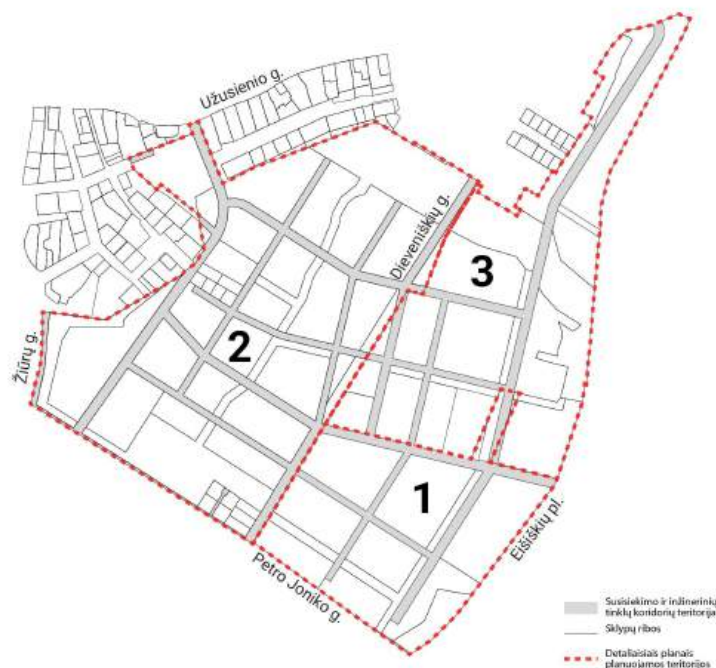 Užusienio g.
Dieveniškių g.
3
2
Žiūrų g.
1
Eišiškių pl.
Petro Joniko g.
Susisiekimo ir inžinerinių
tinklų koridorių teritorija
Sklypų ribos
Detaliaisiais planais
planuojamos teritorijos